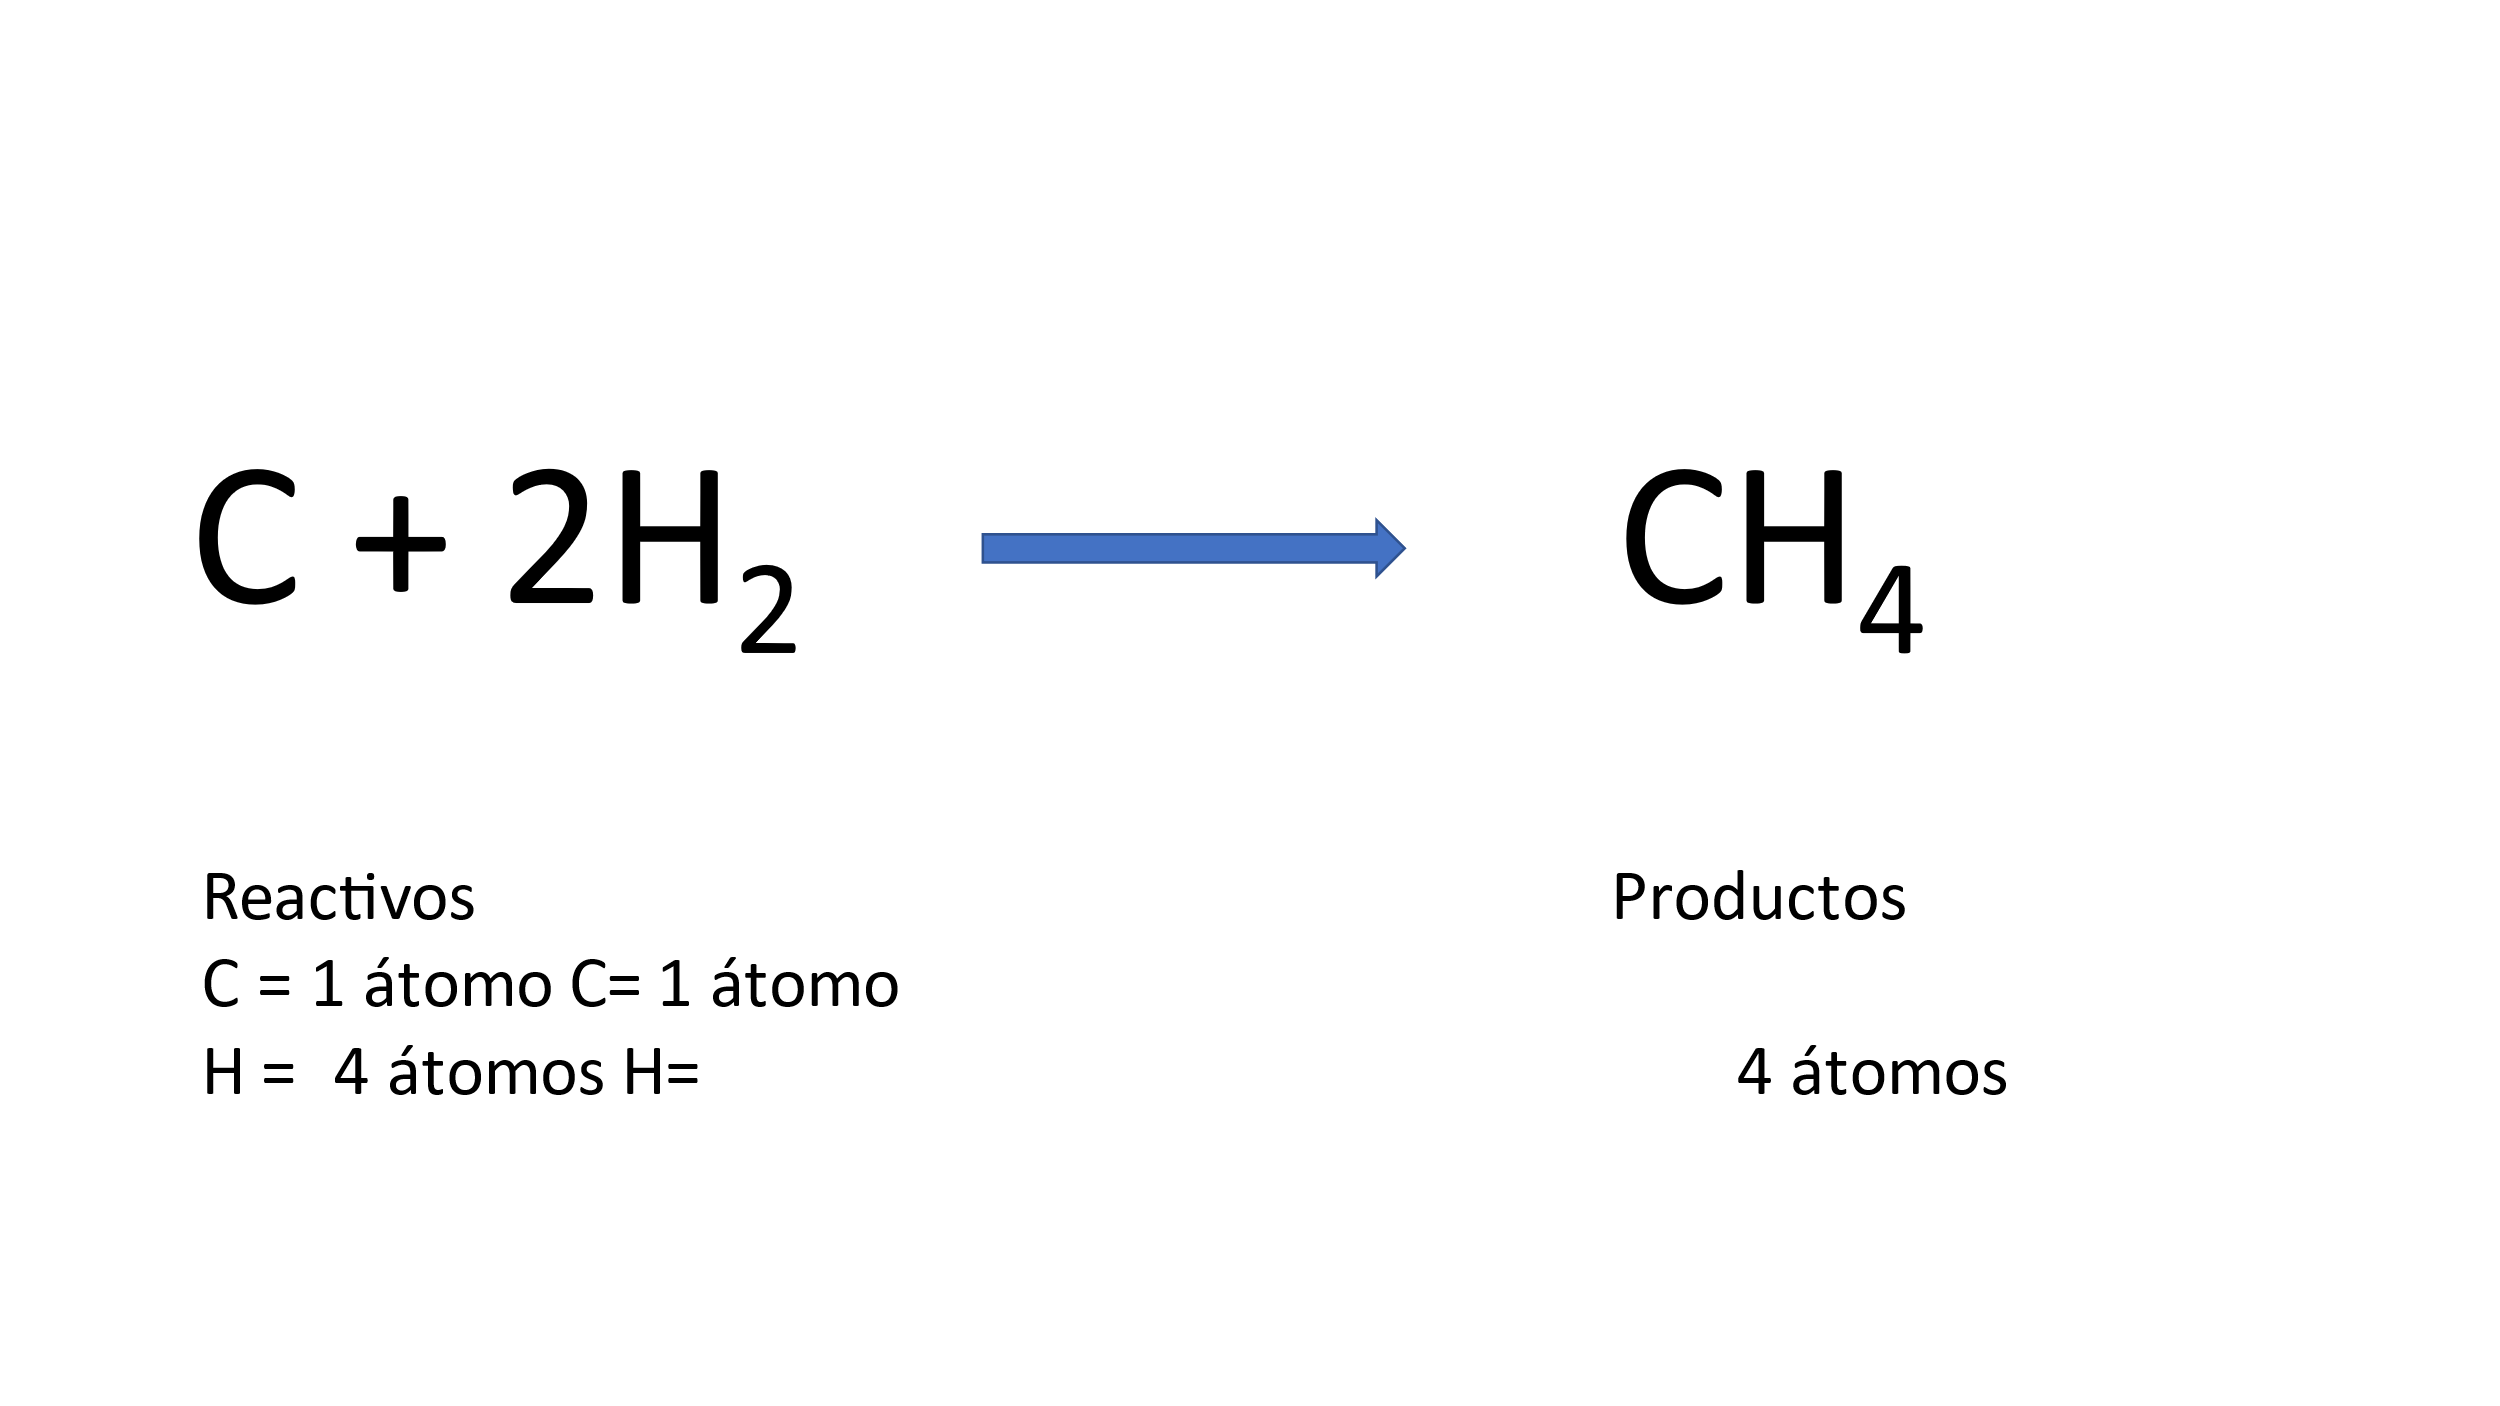 C + 2H₂ CH₄
Reactivos Productos
C = 1 átomo C= 1 átomo
H = 4 átomos H= 4 átomos